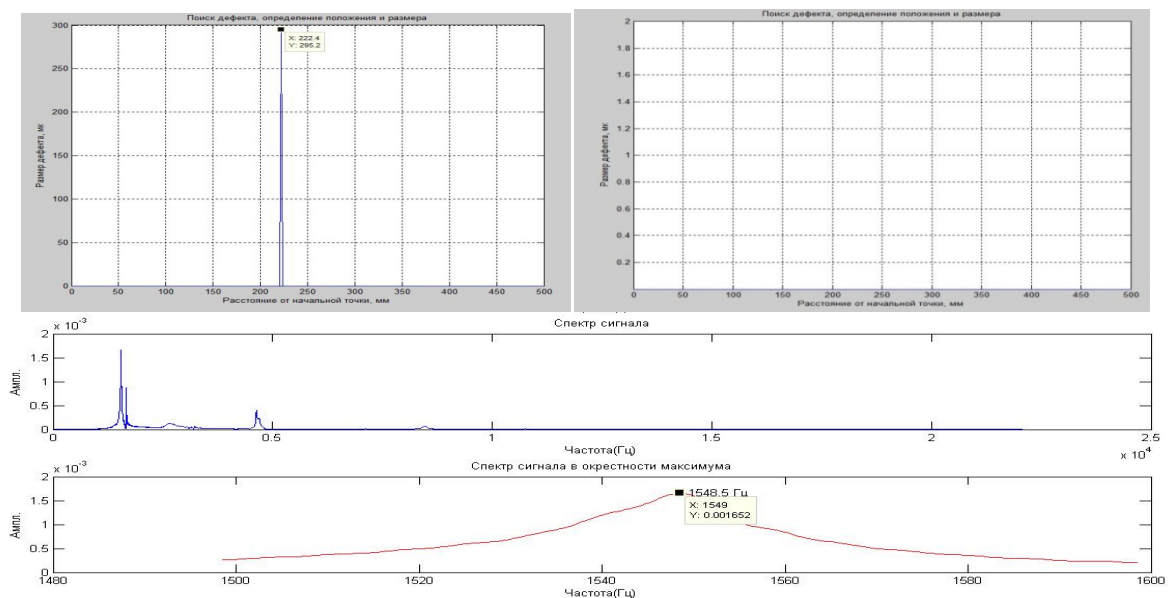 Поиск дефекта, определение положения и размера
Размер дефекта, мк
300
250
200
150
100
50
0
X: 222.4
Y: 295.2
0 50 100 150 200 250 300 350 400 450 500
Расстояние от начальной точки, мм
Поиск дефекта, определение положения и размера
Размер дефекта, мк
2
1.8
1.6
1.4
1.2
1
0.8
0.6
0.4
0.2
0 50 100 150 200 250 300 350 400 450 500
Расстояние от начальной точки, мм
Спектр сигнала
x 10⁻³
Ампл.
2
1.5
1
0.5
0
0 0.5 1 1.5 2 2.5
Частота(Гц)
x 10⁴
Спектр сигнала в окрестности максимума
x 10⁻³
Ампл.
2
1.5
1
0.5
0
1548.5 Гц
X: 1549
Y: 0.001652
1480 1500 1520 1540 1560 1580 1600
Частота(Гц)